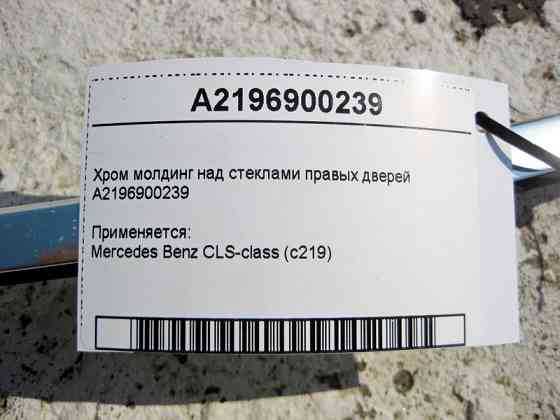 A2196900239
Хром молдинг над стеклами правых дверей
A2196900239
Применяется:
Mercedes Benz CLS-class (c219)